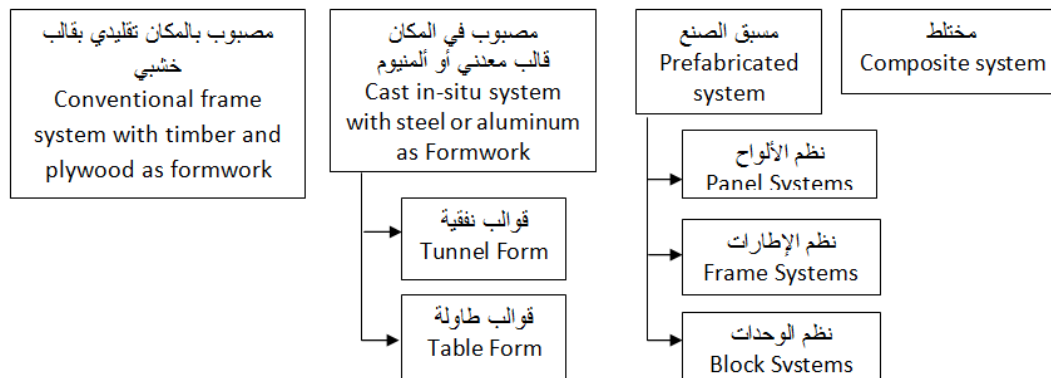 مصبوب بالمكان تقليدي بقالب
خشبي
Conventional frame
system with timber and
plywood as formwork
مصبوب في المكان
قالب معدني أو ألمنيوم
Cast in-situ system
with steel or aluminum
as Formwork
قوالب نفقية
Tunnel Form
قوالب طاولة
Table Form
مسبق الصنع
Prefabricated
system
نظم الألواح
Panel Systems
نظم الإطارات
Frame Systems
نظم الوحدات
Block Systems
مختلط
Composite system